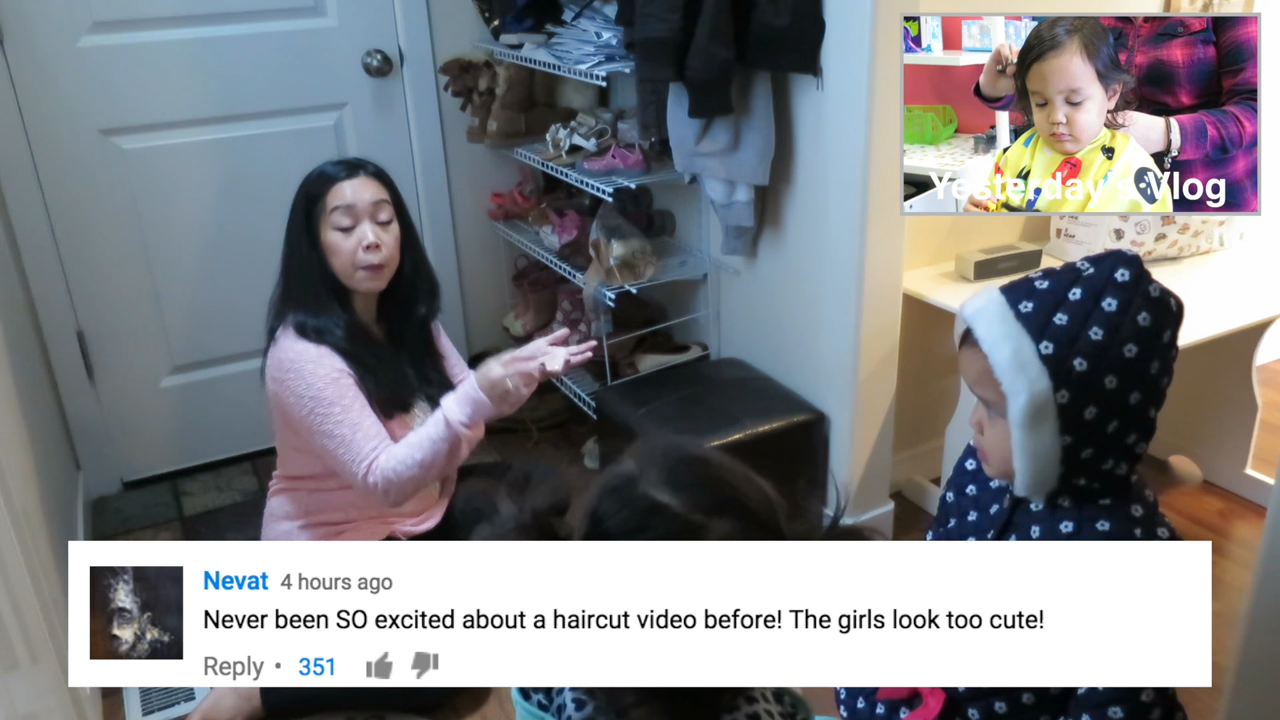 Yesterday's Vlog
Nevat 4 hours ago
Never been SO excited about a haircut video before! The girls look too cute!
Reply • 351